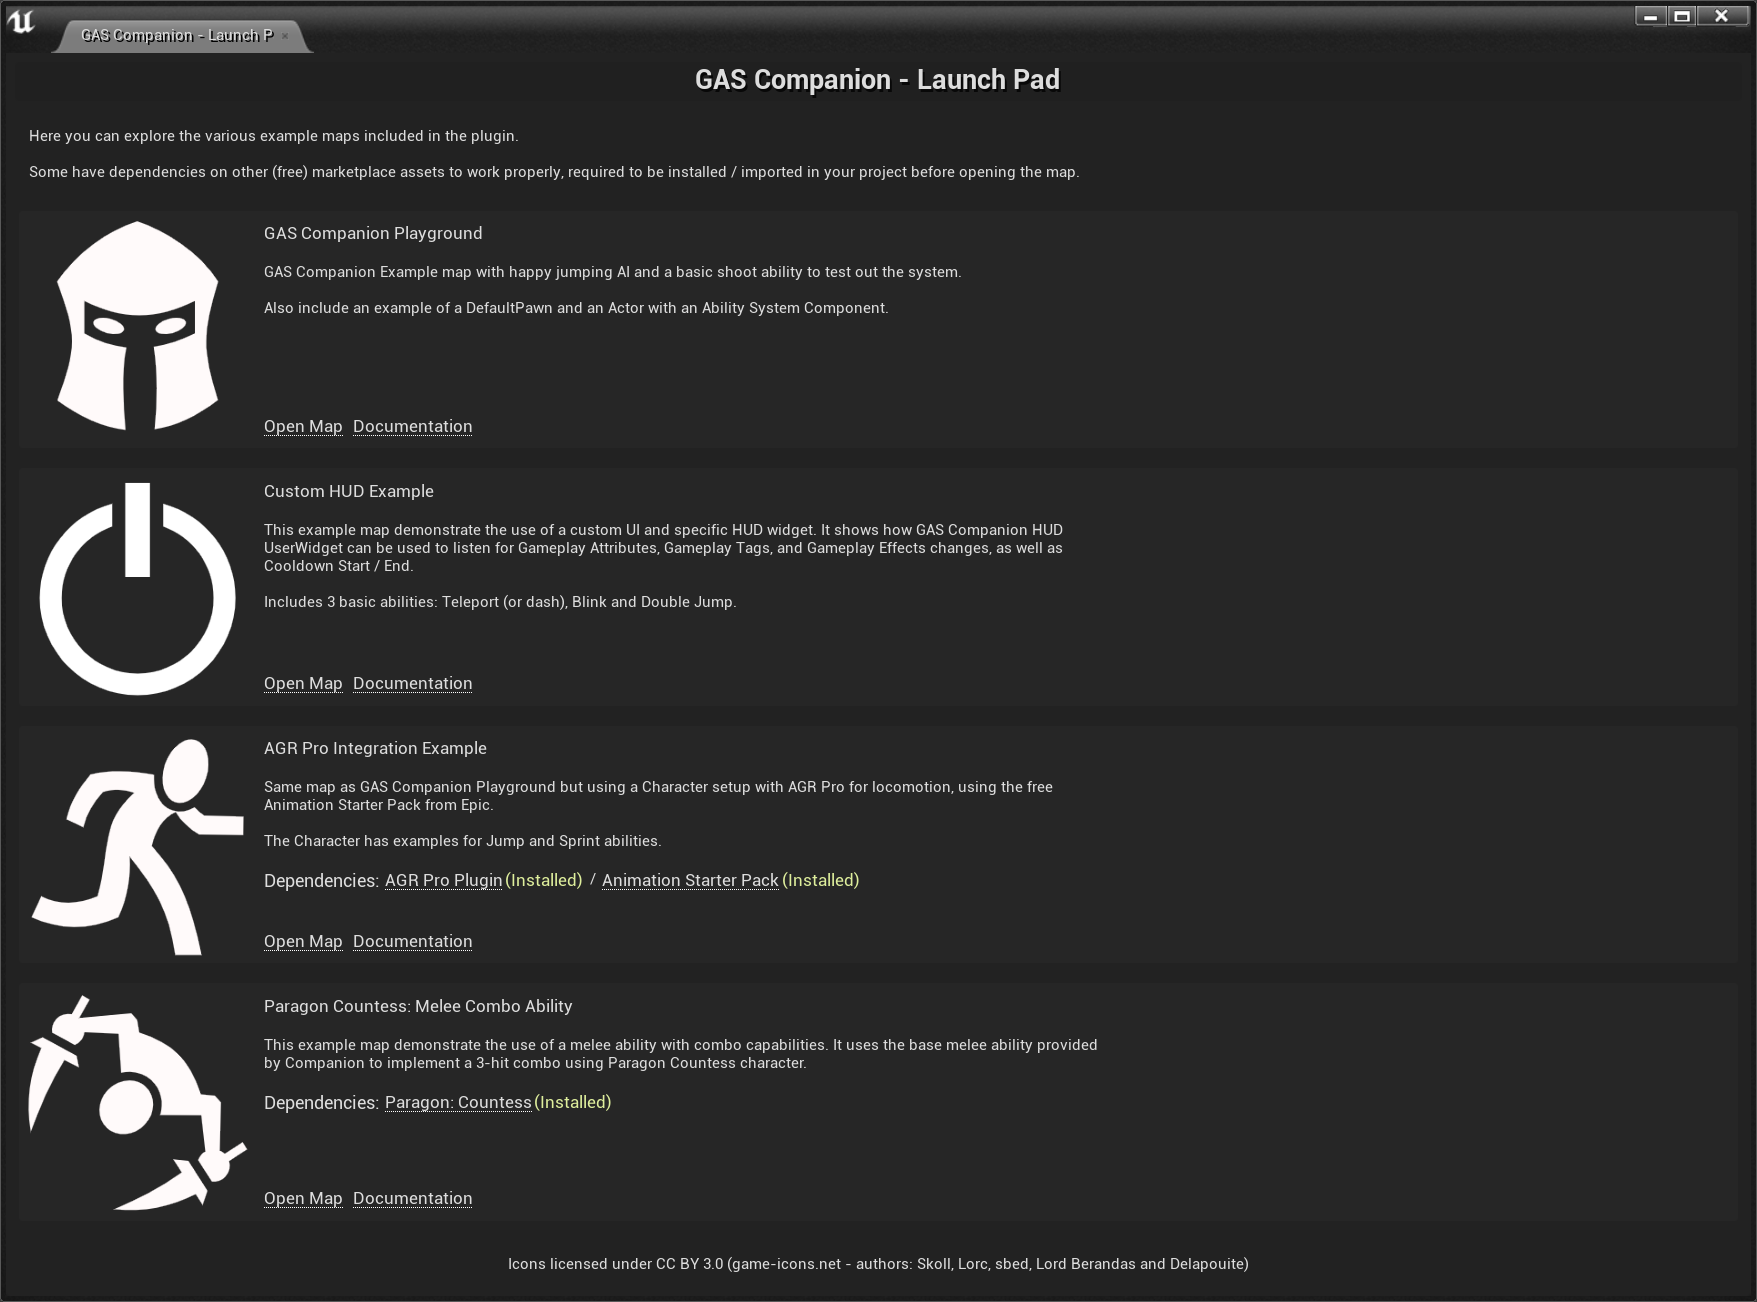 GAS Companion - Launch P
GAS Companion - Launch Pad
Here you can explore the various example maps included in the plugin.
Some have dependencies on other (free) marketplace assets to work properly, required to be installed / imported in your project before opening the map.
GAS Companion Playground
GAS Companion Example map with happy jumping AI and a basic shoot ability to test out the system.
Also include an example of a DefaultPawn and an Actor with an Ability System Component.
Open Map Documentation
Custom HUD Example
This example map demonstrate the use of a custom UI and specific HUD widget. It shows how GAS Companion HUD
UserWidget can be used to listen for Gameplay Attributes, Gameplay Tags, and Gameplay Effects changes, as well as
Cooldown Start / End.
Includes 3 basic abilities: Teleport (or dash), Blink and Double Jump.
Open Map Documentation
AGR Pro Integration Example
Same map as GAS Companion Playground but using a Character setup with AGR Pro for locomotion, using the free
Animation Starter Pack from Epic.
The Character has examples for Jump and Sprint abilities.
Dependencies: AGR Pro Plugin (Installed) / Animation Starter Pack (Installed)
Open Map Documentation
Paragon Countess: Melee Combo Ability
This example map demonstrate the use of a melee ability with combo capabilities. It uses the base melee ability provided
by Companion to implement a 3-hit combo using Paragon Countess character.
Dependencies: Paragon: Countess (Installed)
Open Map Documentation
Icons licensed under CC BY 3.0 (game-icons.net - authors: Skoll, Lorc, sbed, Lord Berandas and Delapouite)